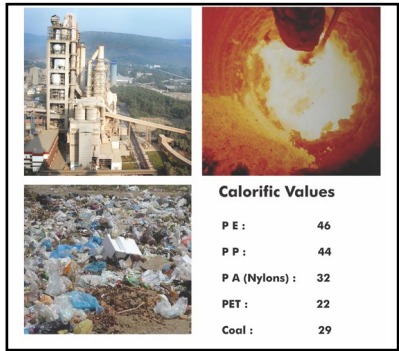 Calorific Values
P E : 46
P P : 44
P A (Nylons) : 32
PET : 22
Coal : 29